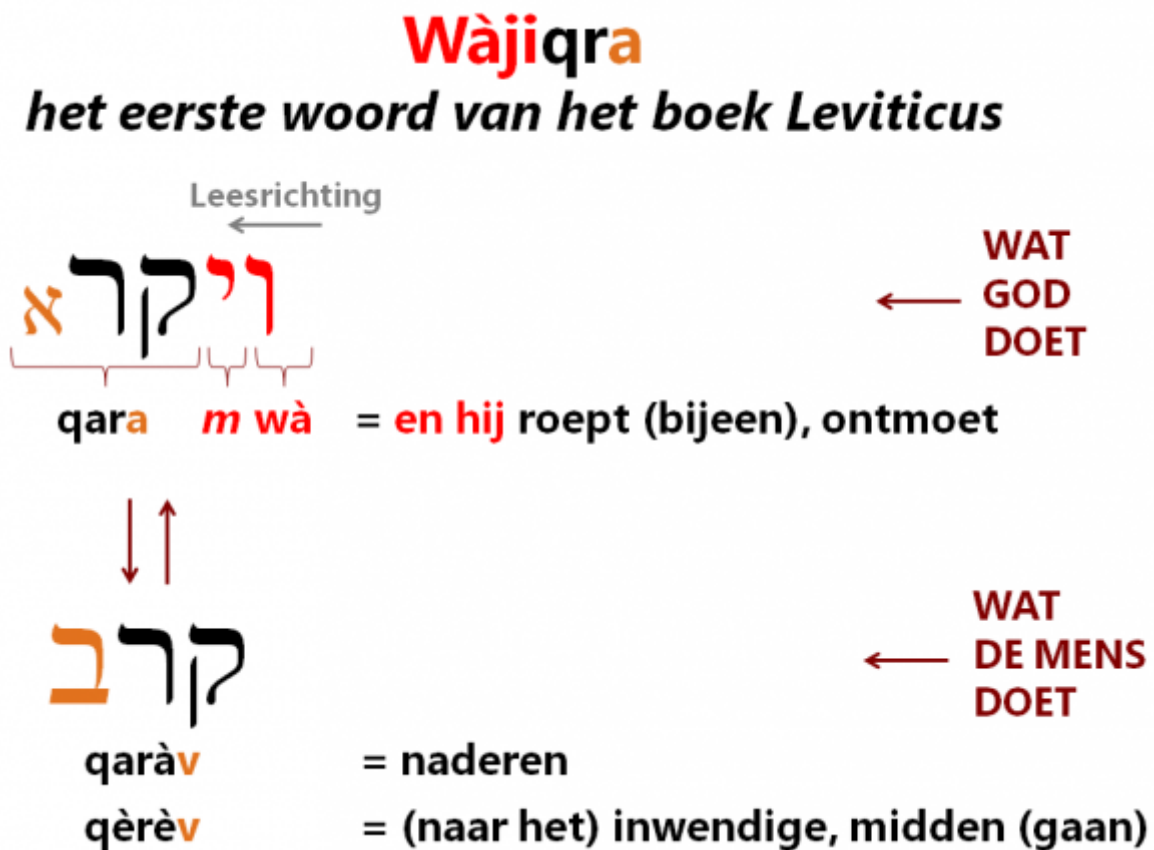 Wàjiqra
het eerste woord van het boek Leviticus
Leesrichting
ויקרא
WAT
GOD
DOET
qara m wà = en hij roept (bijeen), ontmoet
קרב
WAT
DE MENS
DOET
qaràv = naderen
qèrèv = (naar het) inwendige, midden (gaan)